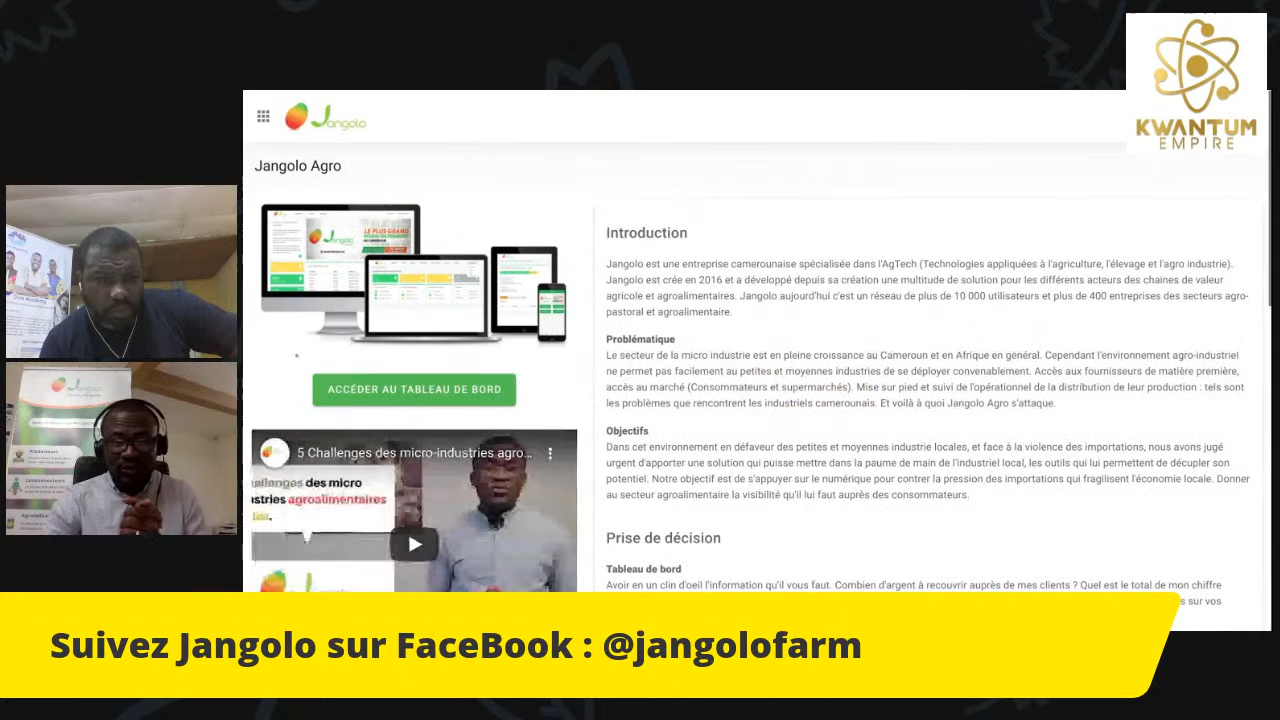 KWANTUM
EMPIRE
Jangolo
Jangolo Agro
LE PLUS GRAND
ACCÉDER AU TABLEAU DE BORD
5 Challenges des micro-industries agro...
des micro
agroalimentaires
Introduction
Jangolo est une entreprise camerounaise spécialisée dans l'AgTech (Technologies appliquées à l'agriculture, l'élevage et l'agro industrie).
Jangolo est crée en 2016 et a développé depuis sa création une multitude de solution pour les différents acteurs des chaines de valeur
agricole et agroalimentaires. Jangolo aujourd'hui c'est un réseau de plus de 10 000 utilisateurs et plus de 400 entreprises des secteurs agro-
pastoral et agroalimentaire.
Problématique
Le secteur de la micro industrie est en pleine croissance au Cameroun et en Afrique en général. Cependant l'environnement agro-industriel
ne permet pas facilement au petites et moyennes industries de se déployer convenablement. Accès aux fournisseurs de matière première,
accès au marché (Consommateurs et supermarchés). Mise sur pied et suivi de l'opérationnel de la distribution de leur production : tels sont
les problèmes que rencontrent les industriels camerounais. Et voilà à quoi Jangolo Agro s'attaque.
Objectifs
Dans cet environnement en défaveur des petites et moyennes industrie locales, et face à la violence des importations, nous avons jugé
urgent d'apporter une solution qui puisse mettre dans la paume de main de l'industriel local, les outils qui lui permettent de décupler son
potentiel. Notre objectif est de s'appuyer sur le numérique pour contrer la pression des importations qui fragilisent l'économie locale. Donner
au secteur agroalimentaire la visibilité qu'il lui faut auprès des consommateurs.
Prise de décision
Tableau de bord
Avoir en un clin d'oeil l'information qu'il vous faut. Combien d'argent à recouvrir auprès de mes clients ? Quel est le total de mon chiffre
sur vos
Jangolo
Producteurs
Consommateurs
Suivez Jangolo sur FaceBook : @jangolofarm